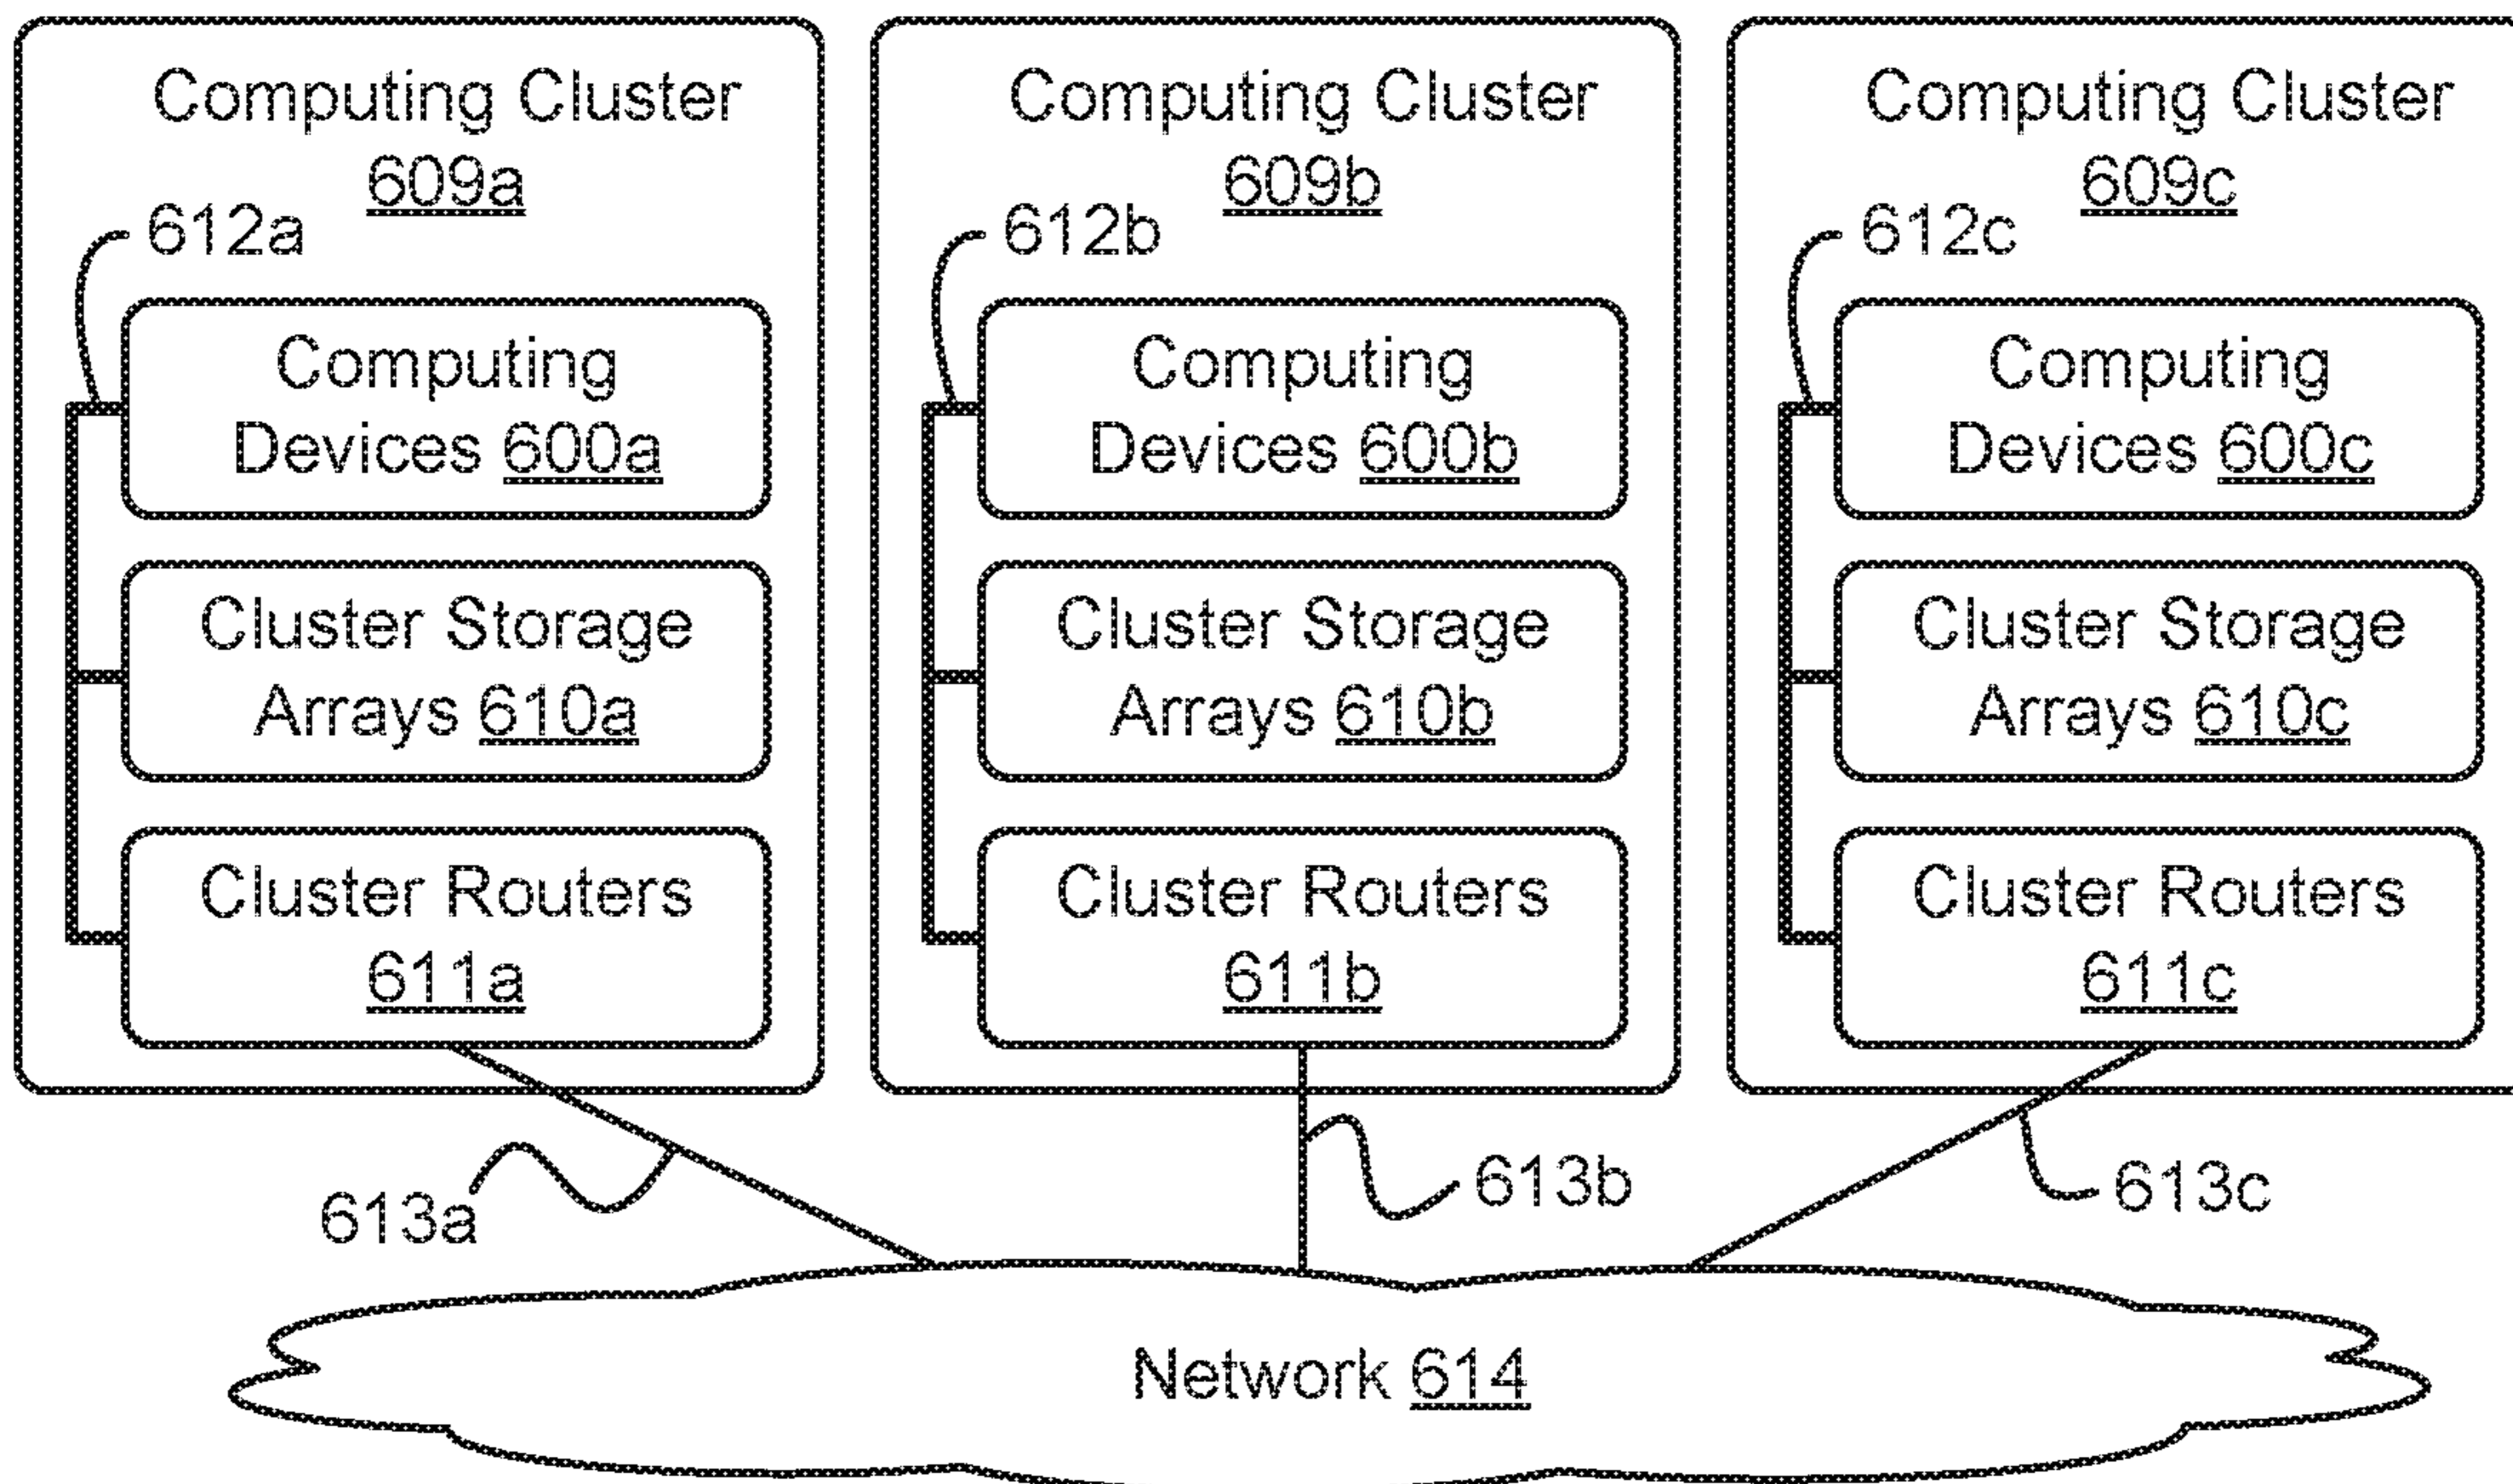 Computing Cluster
609a
612a
Computing
Devices 600a
Cluster Storage
Arrays 610a
Cluster Routers
611a
Computing Cluster
609b
612b
Computing
Devices 600b
Cluster Storage
Arrays 610b
Cluster Routers
611b
Computing Cluster
609c
612c
Computing
Devices 600c
Cluster Storage
Arrays 610c
Cluster Routers
611c
613a
613b
613c
Network 614